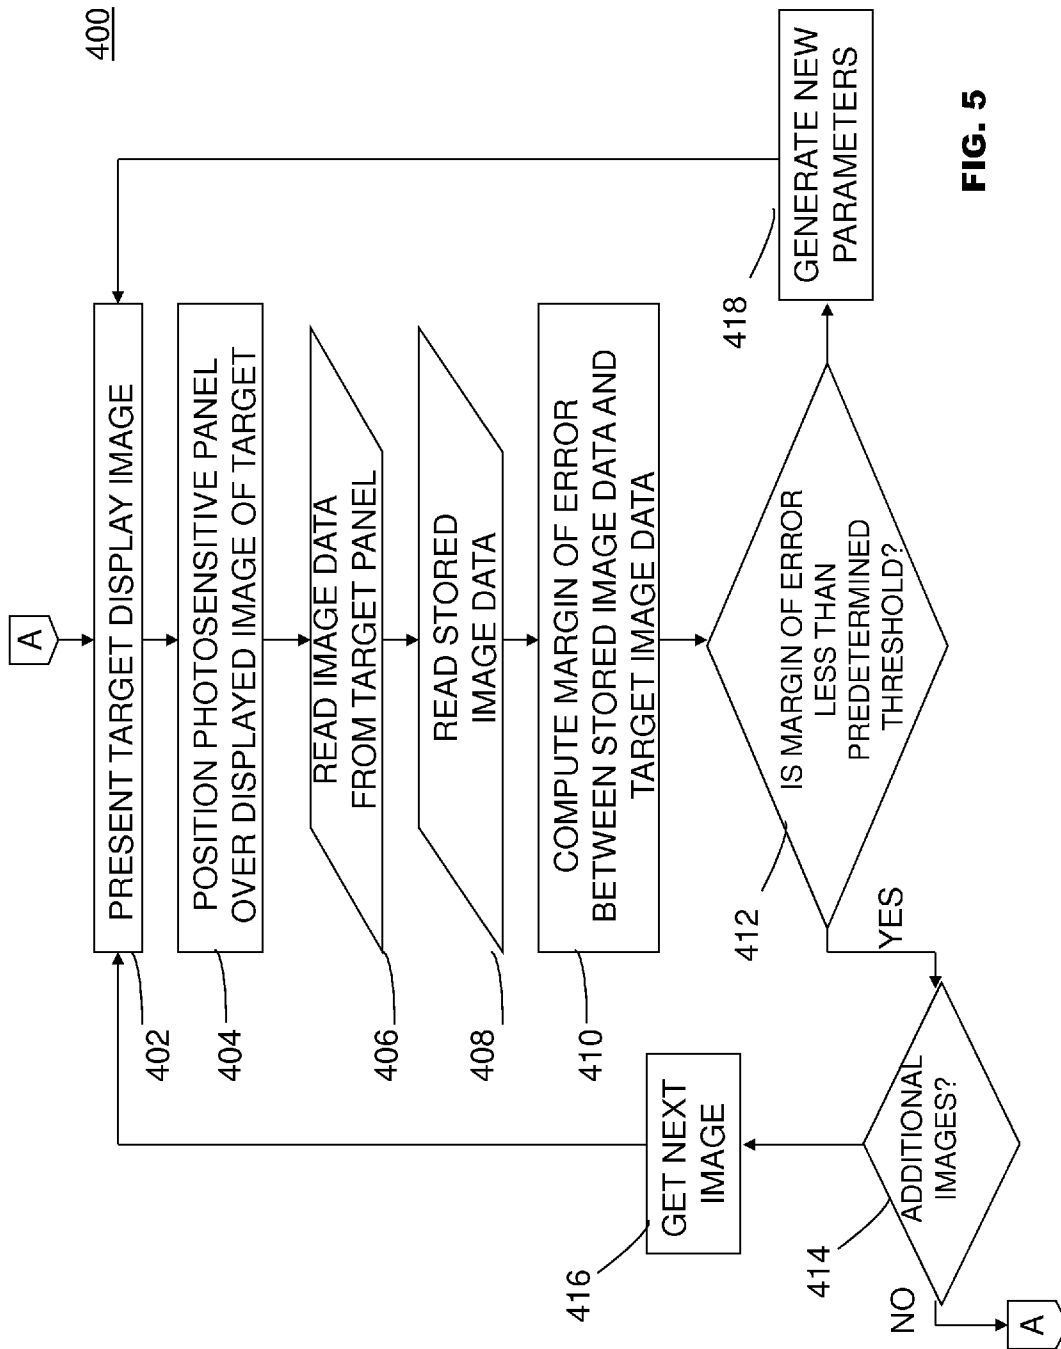 400
A
PRESENT TARGET DISPLAY IMAGE
402
POSITION PHOTOSENSITIVE PANEL
OVER DISPLAYED IMAGE OF TARGET
404
READ IMAGE DATA
FROM TARGET PANEL
406
READ STORED
IMAGE DATA
408
COMPUTE MARGIN OF ERROR
BETWEEN STORED IMAGE DATA AND
TARGET IMAGE DATA
410
IS MARGIN OF ERROR
LESS THAN
PREDETERMINED
THRESHOLD?
412
YES
ADDITIONAL
IMAGES?
414
NO
A
GET NEXT
IMAGE
416
GENERATE NEW
PARAMETERS
418
FIG. 5